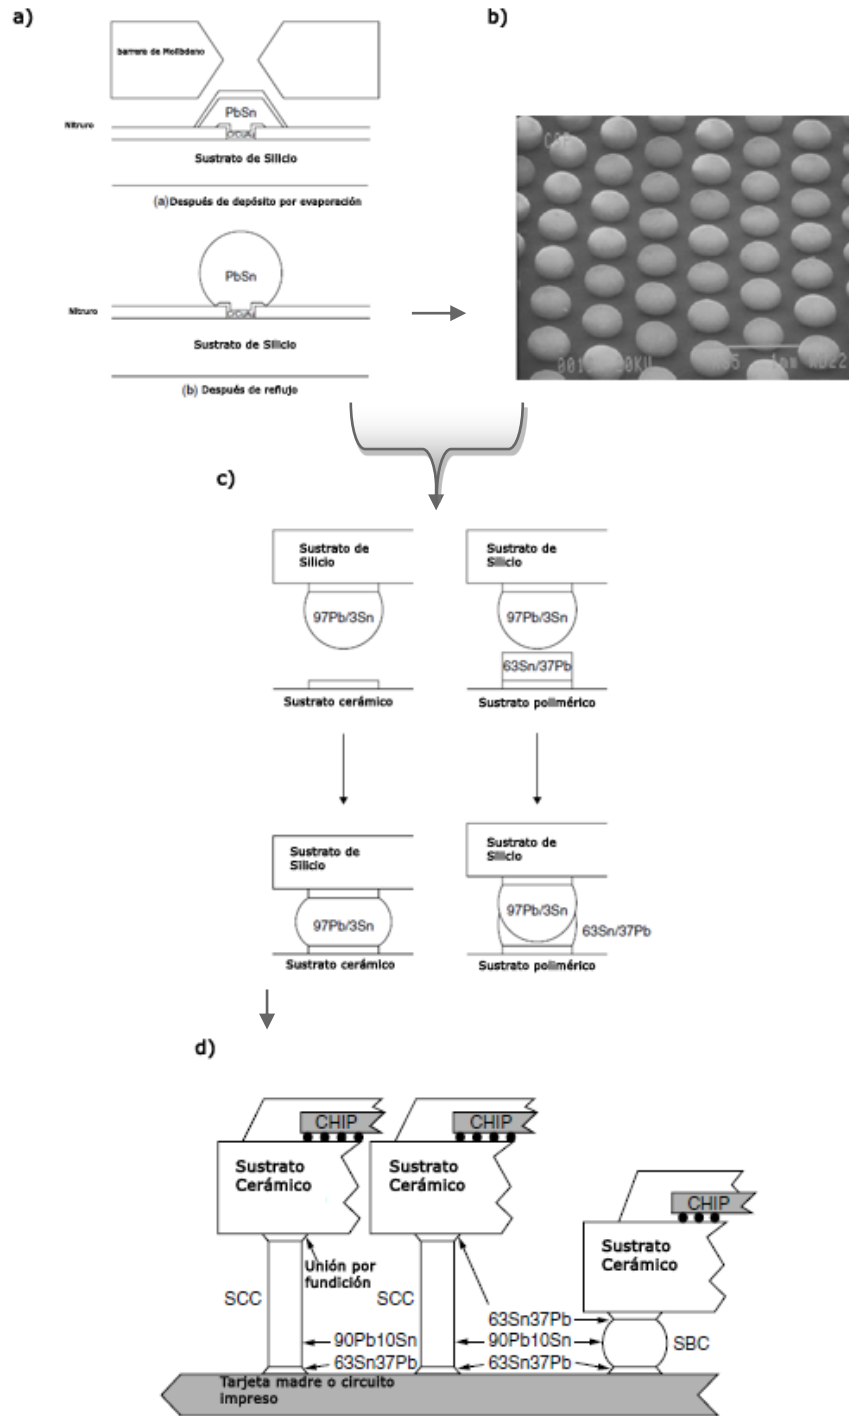 a)
barrera de Molibdeno
PbSn
Nitruro
Sustrato de Silicio
(a) Después de depósito por evaporación
PbSn
Nitruro
Sustrato de Silicio
(b) Después de reflujo
b)
1mm
c)
Sustrato de
Silicio
97Pb/3Sn
Sustrato cerámico
Sustrato de
Silicio
97Pb/3Sn
63Sn/37Pb
Sustrato polimérico
Sustrato de
Silicio
97Pb/3Sn
Sustrato cerámico
Sustrato de
Silicio
97Pb/3Sn
63Sn/37Pb
Sustrato polimérico
d)
CHIP
Sustrato
Cerámico
CHIP
Sustrato
Cerámico
CHIP
Sustrato
Cerámico
Unión por
fundición
SCC
SCC
63Sn37Pb
90Pb10Sn
90Pb10Sn
SBC
63Sn37Pb
63Sn37Pb
Tarjeta madre o circuito
impreso